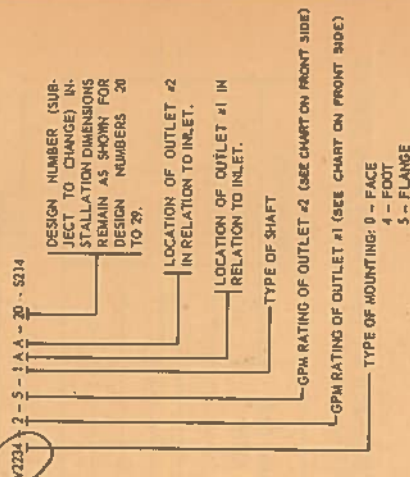 V2234 - 2 - 5 - 1 A A - 20 - S214
DESIGN NUMBER (SUB-
JECT TO CHANGE) IN-
STALLATION DIMENSIONS
REMAIN AS SHOWN FOR
DESIGN NUMBERS 20
TO 29.
LOCATION OF OUTLET #2
IN RELATION TO INLET.
LOCATION OF OUTLET #1 IN
RELATION TO INLET.
TYPE OF SHAFT
GPM RATING OF OUTLET #2 (SEE CHART ON FRONT SIDE)
GPM RATING OF OUTLET #1 (SEE CHART ON FRONT SIDE)
TYPE OF MOUNTING: 0 - FACE
4 - FOOT
5 - FLANGE